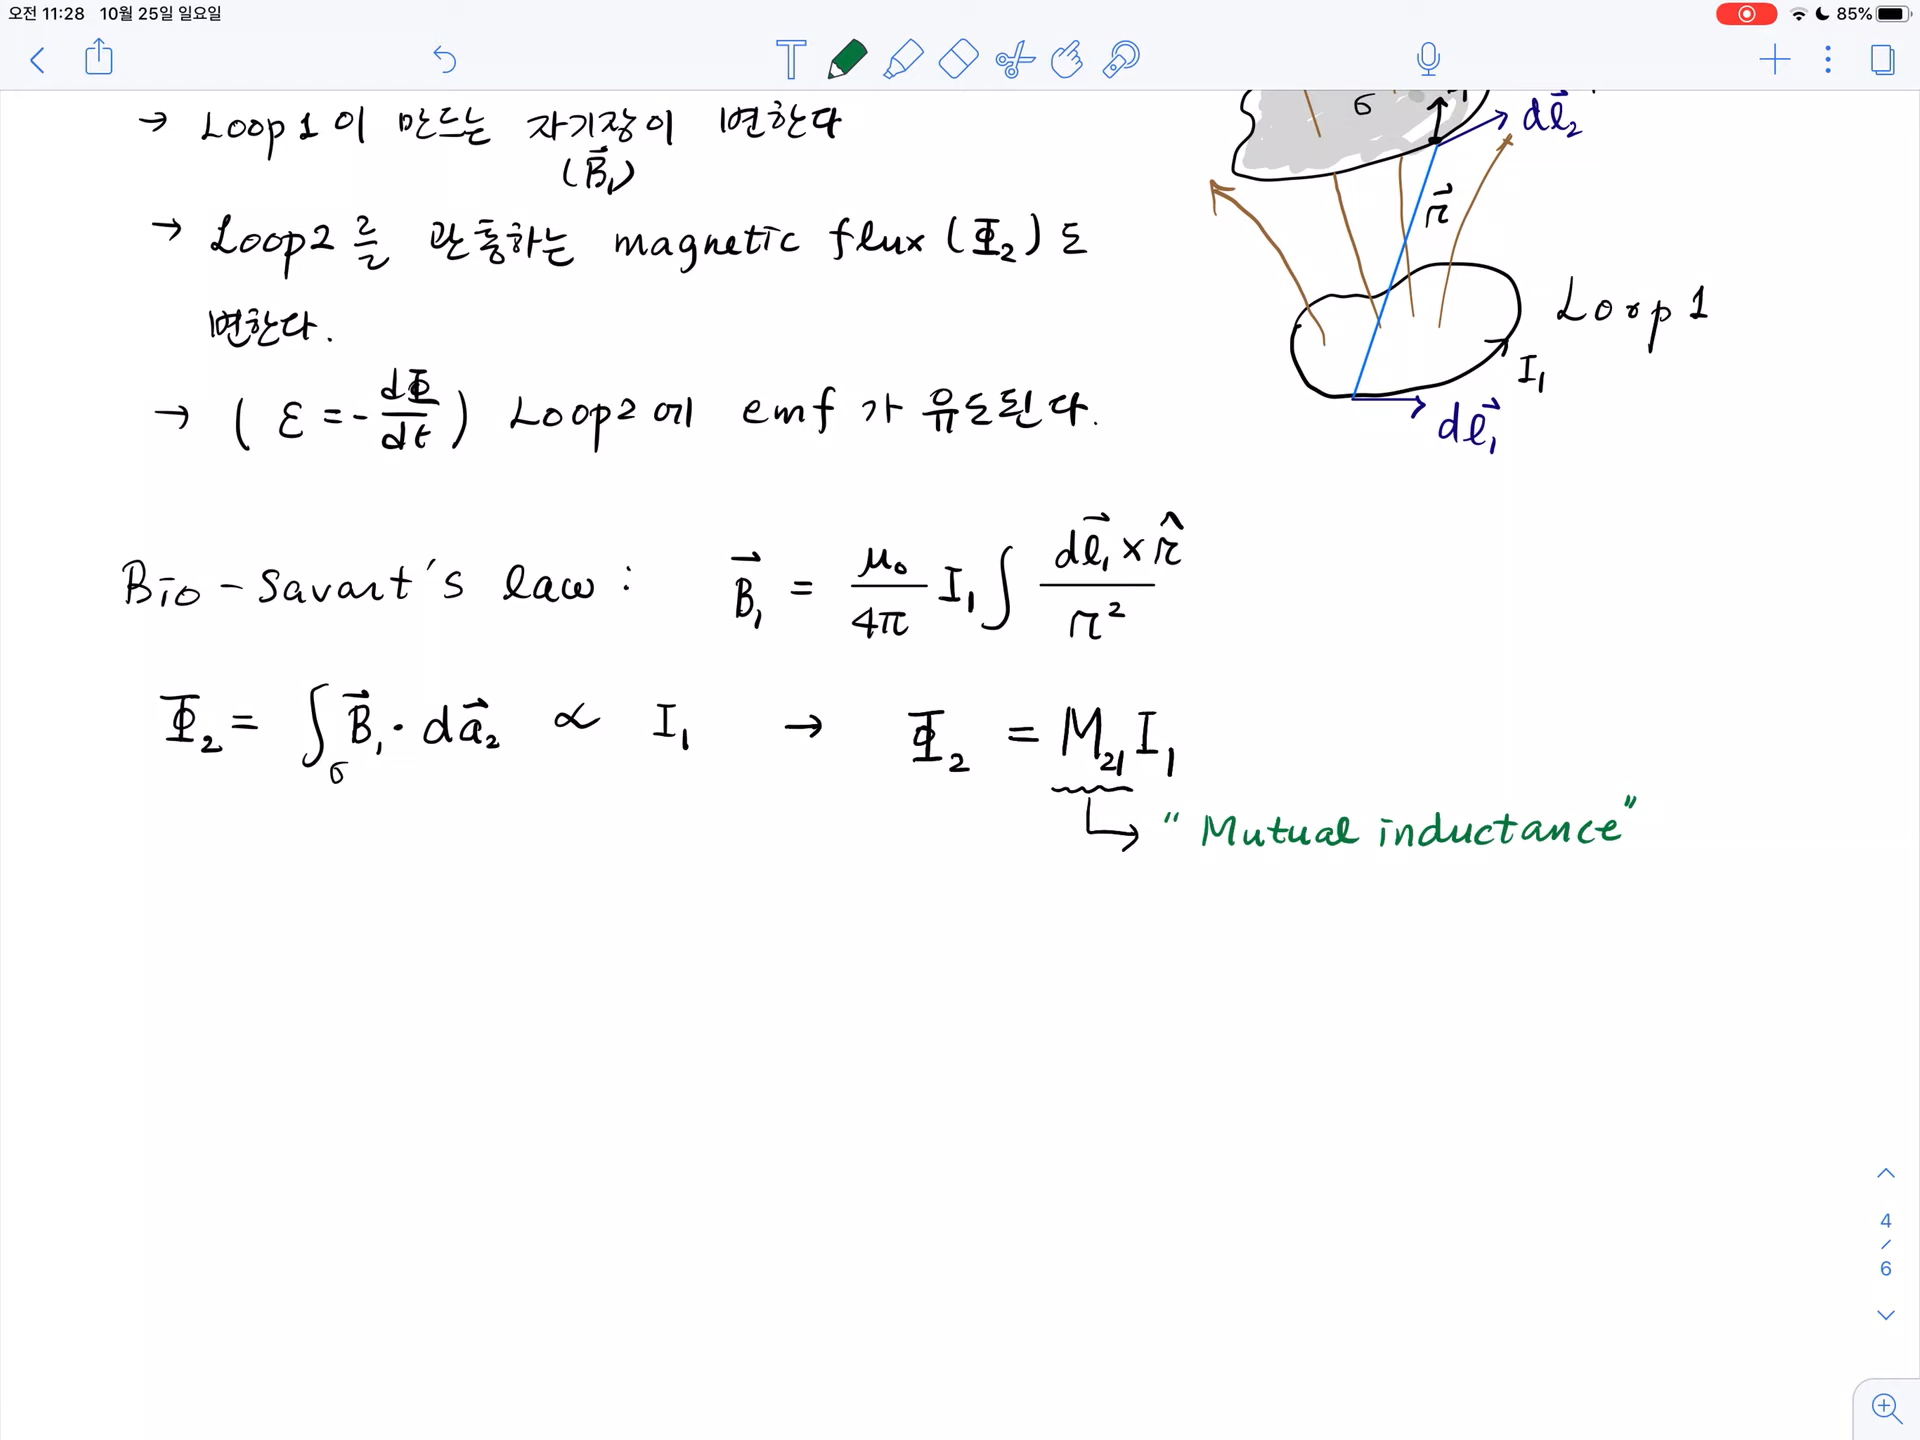 오전 11:28 10월 25일 일요일
85%
→ Loop 1 이 만드는 자기장이 변한다
(B⃗₁)
→ Loop 2 를 관통하는 magnetic flux (Φ₂) 도
변한다.
→ ( ε = - dΦ/dt ) Loop 2 에 emf 가 유도된다.
σ
dℓ⃗₂
r⃗
Loop 1
I₁
dℓ⃗₁
Bio-Savart's law : B⃗₁ = μ₀/4π I₁ ∫ dℓ⃗₁ × r̂ / r²
Φ₂ = ∫σ B⃗₁ · da⃗₂ ∝ I₁ → Φ₂ = M₂₁ I₁
"Mutual inductance"
4
/
6